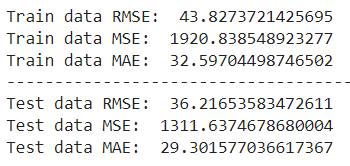 Train data RMSE:  43.8273721425695
Train data MSE:  1920.838548923277
Train data MAE:  32.59704498746502
-------------------------------------
Test data RMSE:  36.21653583472611
Test data MSE:  1311.6374678680004
Test data MAE:  29.301577036617367